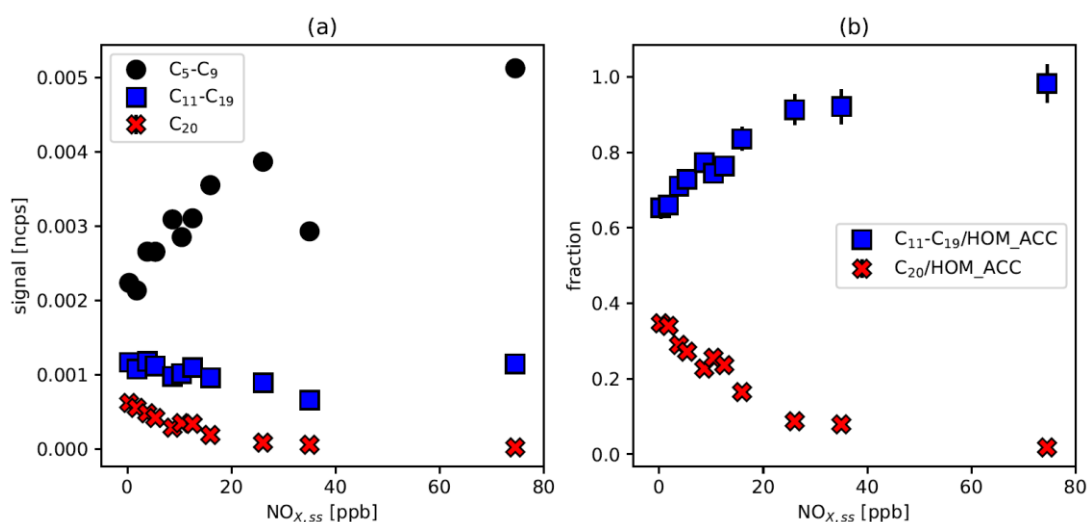 (a)
signal [ncps]
0.005
0.004
0.003
0.002
0.001
0.000
C₅-C₉
C₁₁-C₁₉
C₂₀
0 20 40 60 80
NO_{X,ss} [ppb]
(b)
fraction
1.0
0.8
0.6
0.4
0.2
0.0
C₁₁-C₁₉/HOM_ACC
C₂₀/HOM_ACC
0 20 40 60 80
NO_{X,ss} [ppb]